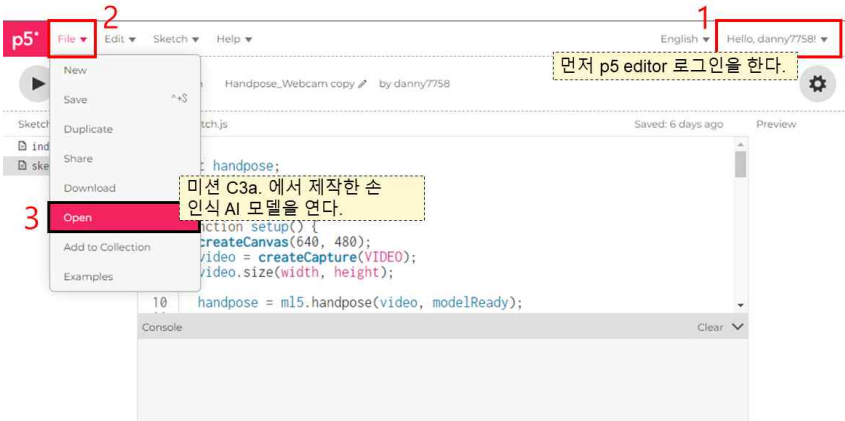 2
1
p5*
File ▼
Edit ▼
Sketch ▼
Help ▼
English ▼
Hello, danny7758! ▼
먼저 p5 editor 로그인을 한다.
New
Handpose_Webcam copy
by danny7758
Save
^+S
Sketch
tch.js
Saved: 6 days ago
Preview
Duplicate
ind
Share
ske
t handpose;
Download
미션 C3a. 에서 제작한 손
인식 AI 모델을 연다.
3
Open
nction setup() {
createCanvas(640, 480);
Add to Collection
video = createCapture(VIDEO);
video.size(width, height);
Examples
10 handpose = ml5.handpose(video, modelReady);
Console
Clear